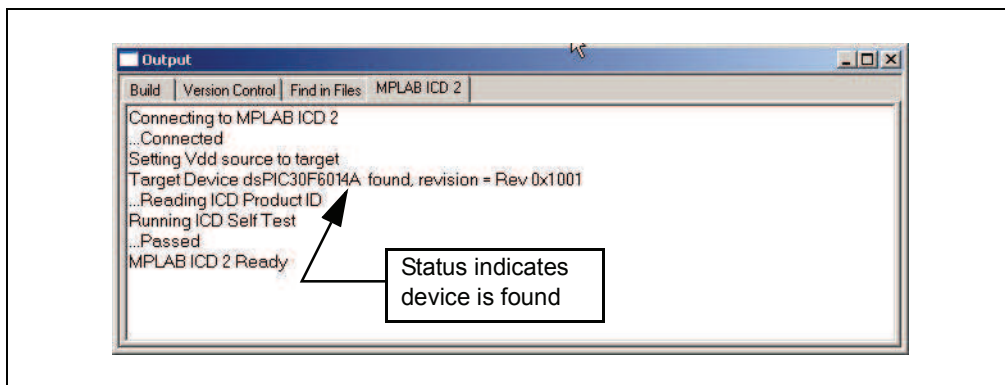 Output
Build Version Control Find in Files MPLAB ICD 2
Connecting to MPLAB ICD 2
...Connected
Setting Vdd source to target
Target Device dsPIC30F6014A found, revision = Rev 0x1001
...Reading ICD Product ID
Running ICD Self Test
...Passed
MPLAB ICD 2 Ready
Status indicates
device is found